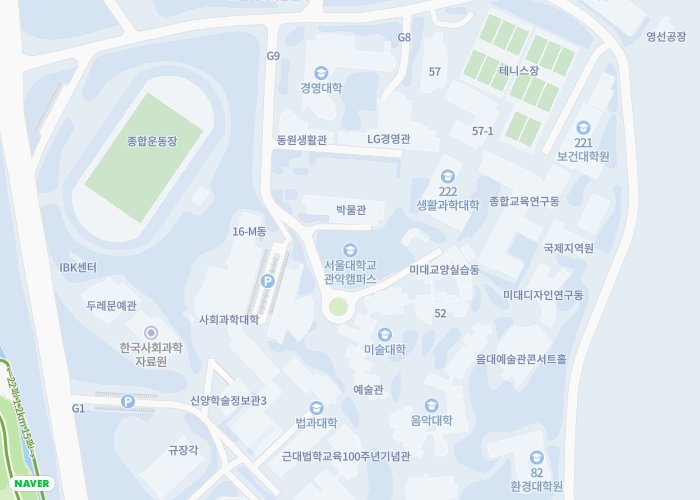 영선공장
G8
G9
57
테니스장
경영대학
57-1
동원생활관
LG경영관
종합운동장
221
보건대학원
222
생활과학대학
종합교육연구동
박물관
16-M동
국제지역원
서울대학교
관악캠퍼스
미대교양실습동
IBK센터
P
미대디자인연구동
두레문예관
사회과학대학
52
한국사회과학
자료원
미술대학
음대예술관콘서트홀
예술관
신양학술정보관3
P
G1
법과대학
음악대학
규장각
근대법학교육100주년기념관
82
환경대학원
NAVER